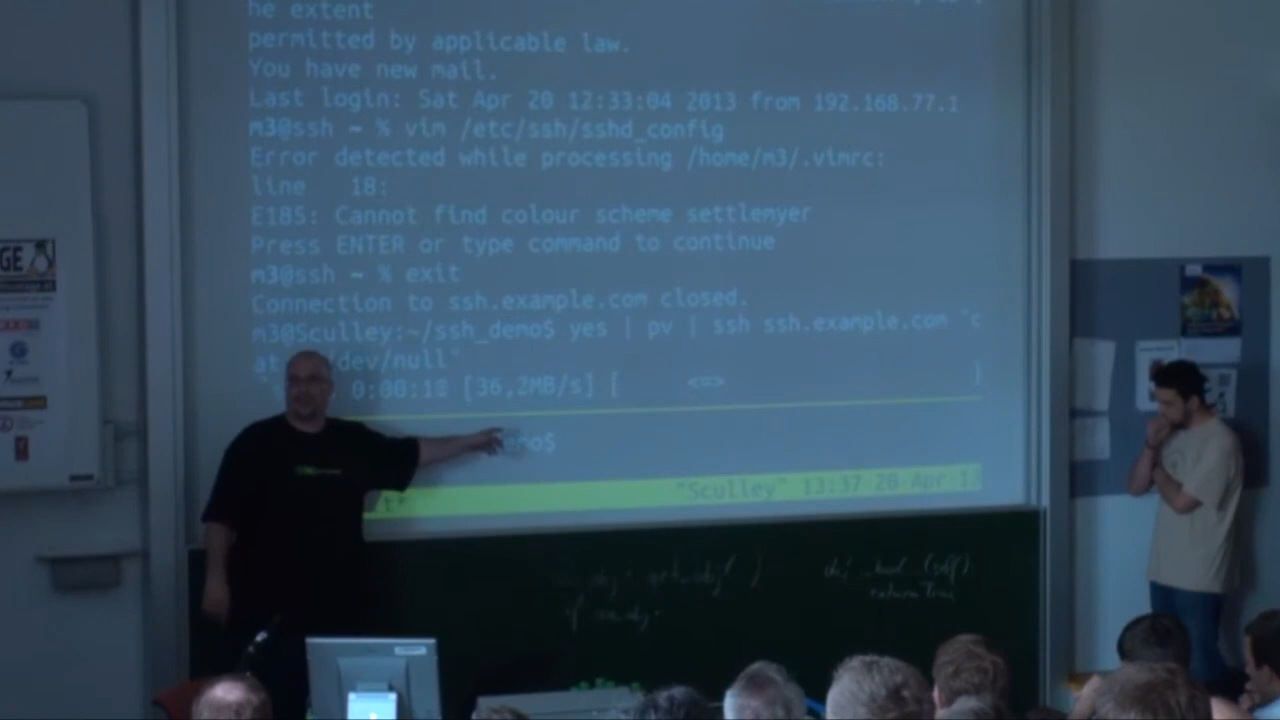 he extent
permitted by applicable law.
You have new mail.
Last login: Sat Apr 20 12:33:04 2013 from 192.168.77.1
m3@ssh ~ % vim /etc/ssh/sshd_config
Error detected while processing /home/m3/.vimrc:
line   18:
E185: Cannot find colour scheme settlemyer
Press ENTER or type command to continue
m3@ssh ~ % exit
Connection to ssh.example.com closed.
m3@Sculley:~/ssh_demo$ yes | pv | ssh ssh.example.com 'c
at dev/null'
0:00:18 [36,2MB/s] [ <=> ]
emo$
"Sculley" 13:37 20-Apr-1
GE